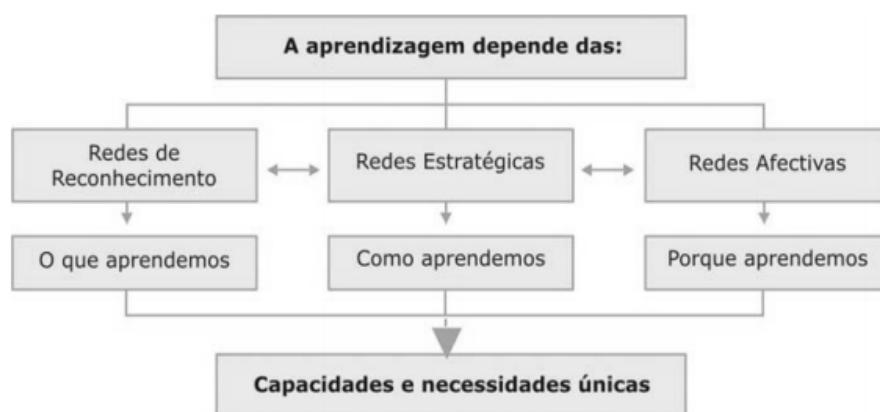 A aprendizagem depende das:
Redes de
Reconhecimento
Redes Estratégicas
Redes Afectivas
O que aprendemos
Como aprendemos
Porque aprendemos
Capacidades e necessidades únicas